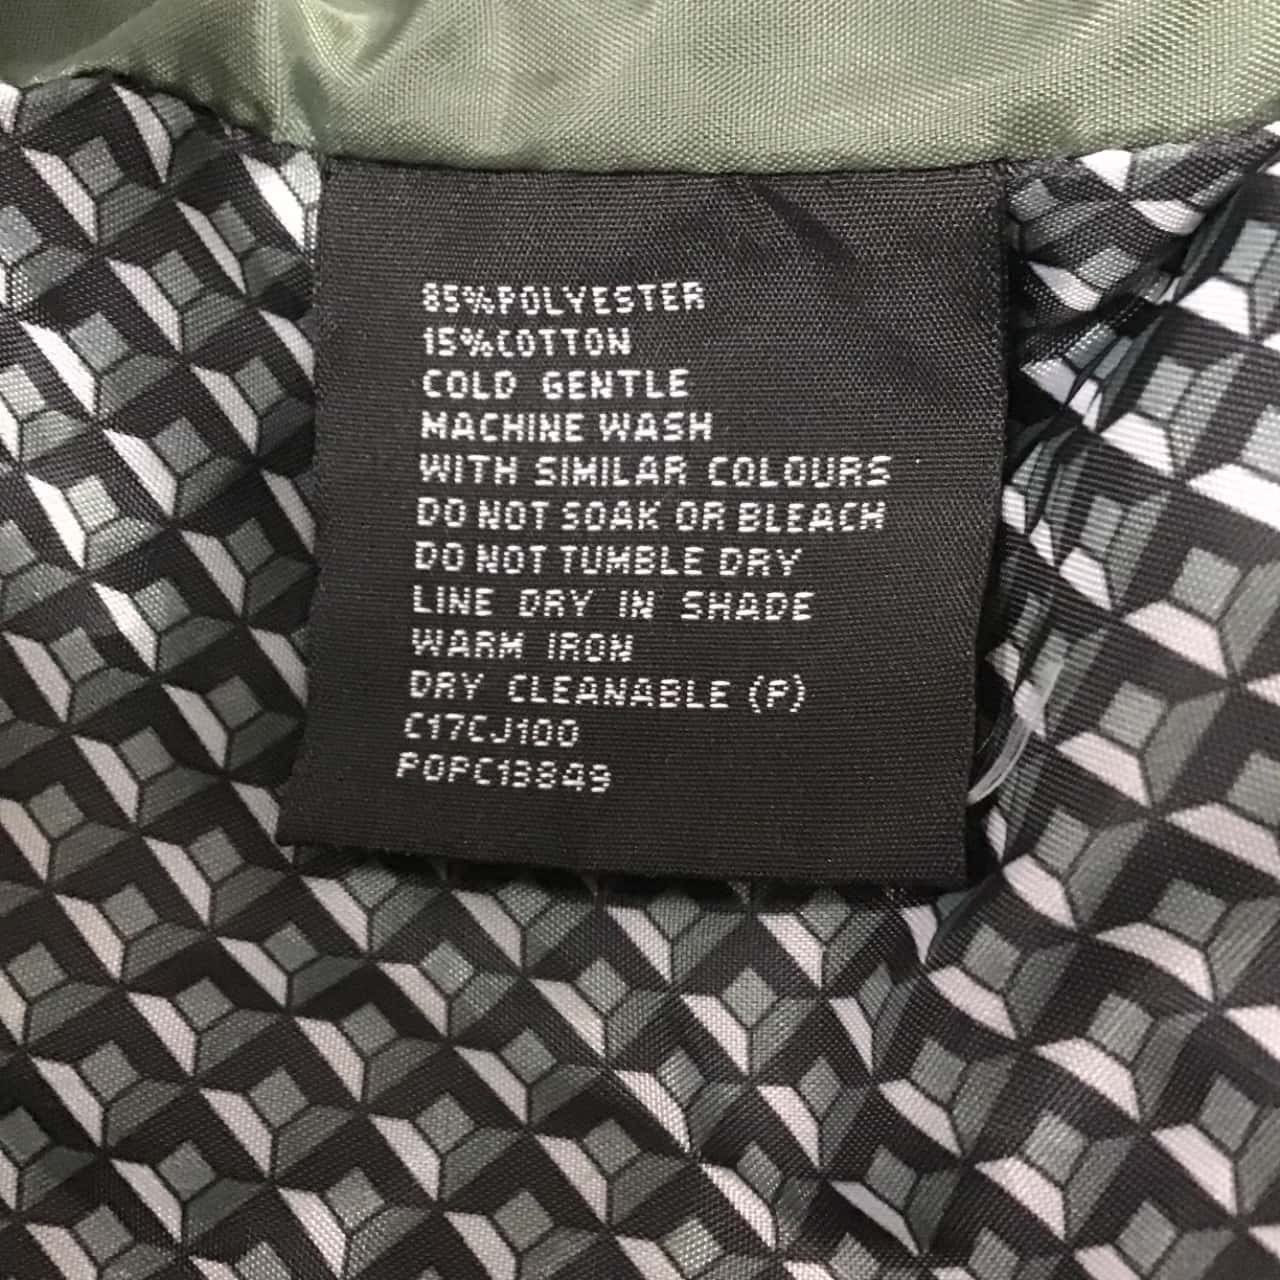 85%POLYESTER
15%COTTON
COLD GENTLE
MACHINE WASH
WITH SIMILAR COLOURS
DO NOT SOAK OR BLEACH
DO NOT TUMBLE DRY
LINE DRY IN SHADE
WARM IRON
DRY CLEANABLE (P)
C17CJ100
POPC13849